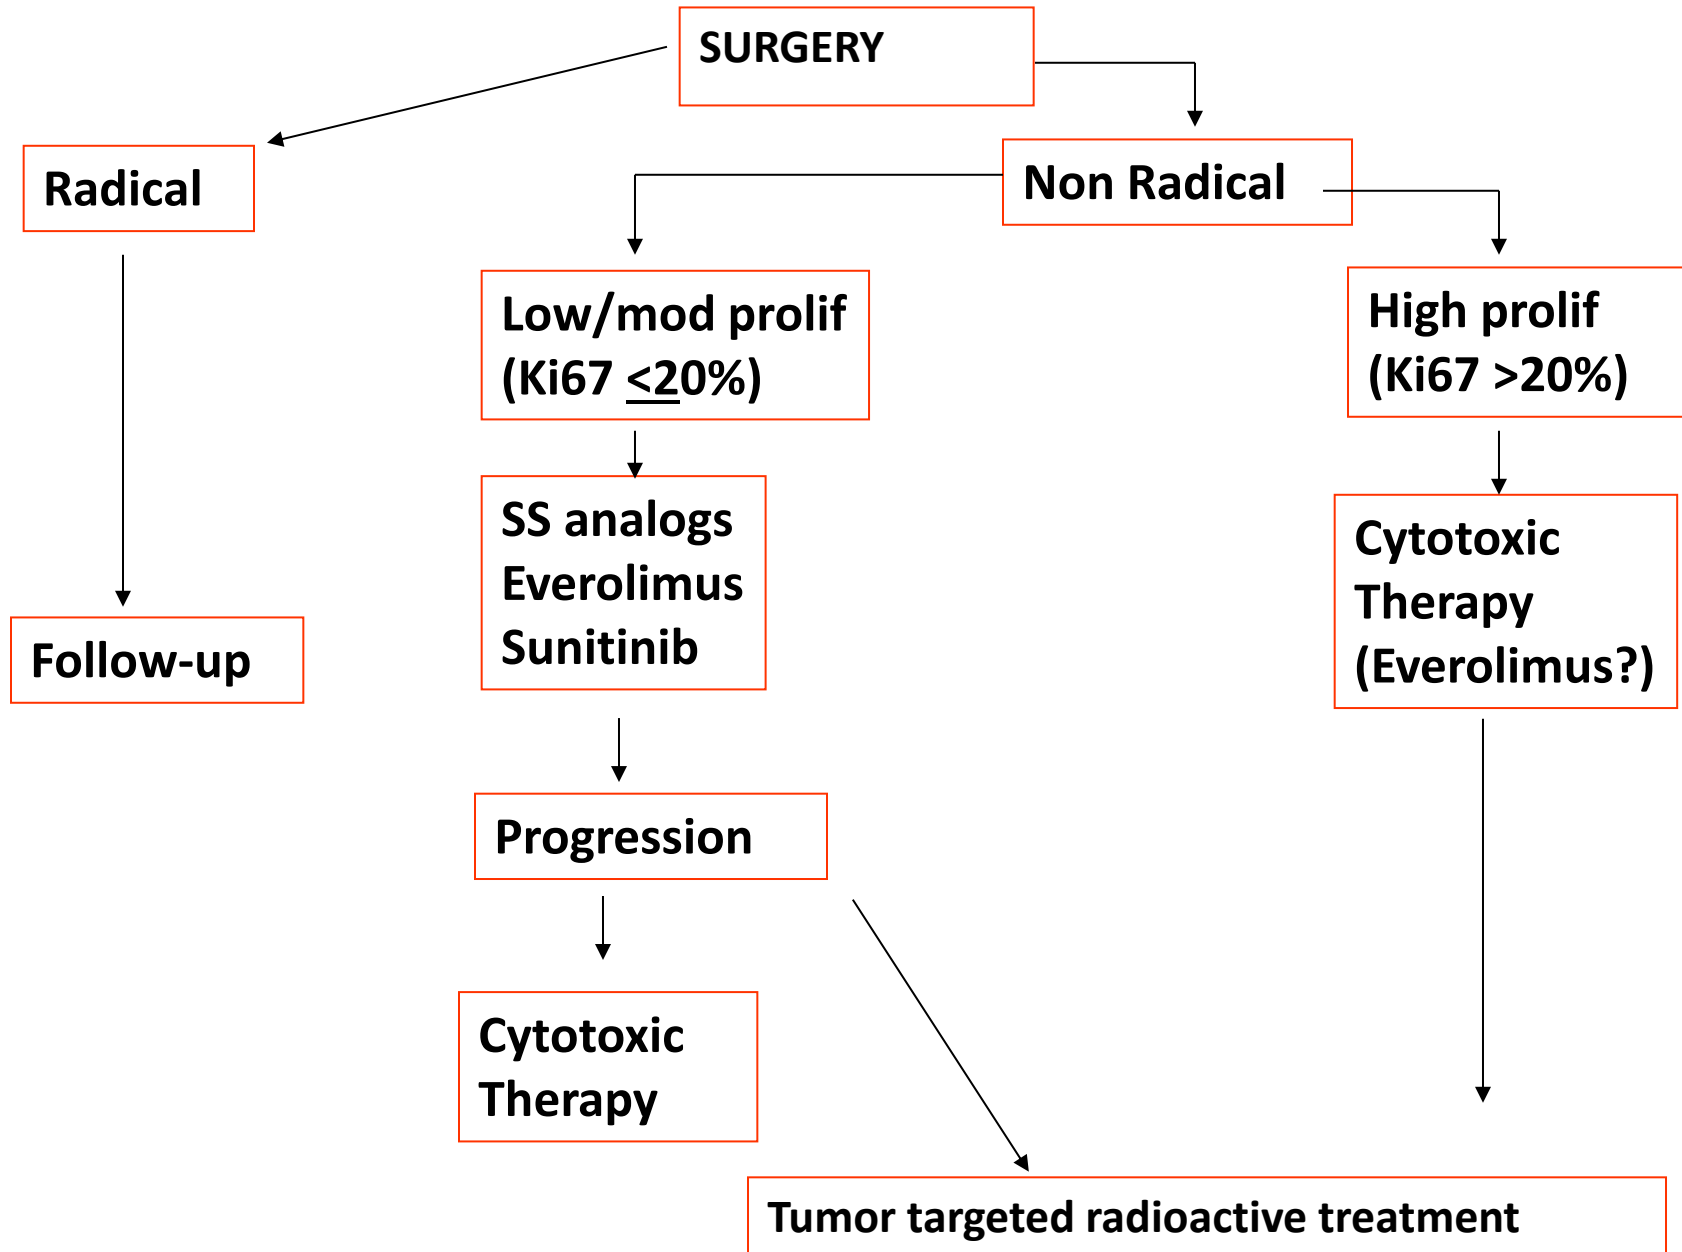 SURGERY
Radical
Non Radical
Low/mod prolif
(Ki67 <20%)
High prolif
(Ki67 >20%)
SS analogs
Everolimus
Sunitinib
Cytotoxic
Therapy
(Everolimus?)
Follow-up
Progression
Cytotoxic
Therapy
Tumor targeted radioactive treatment